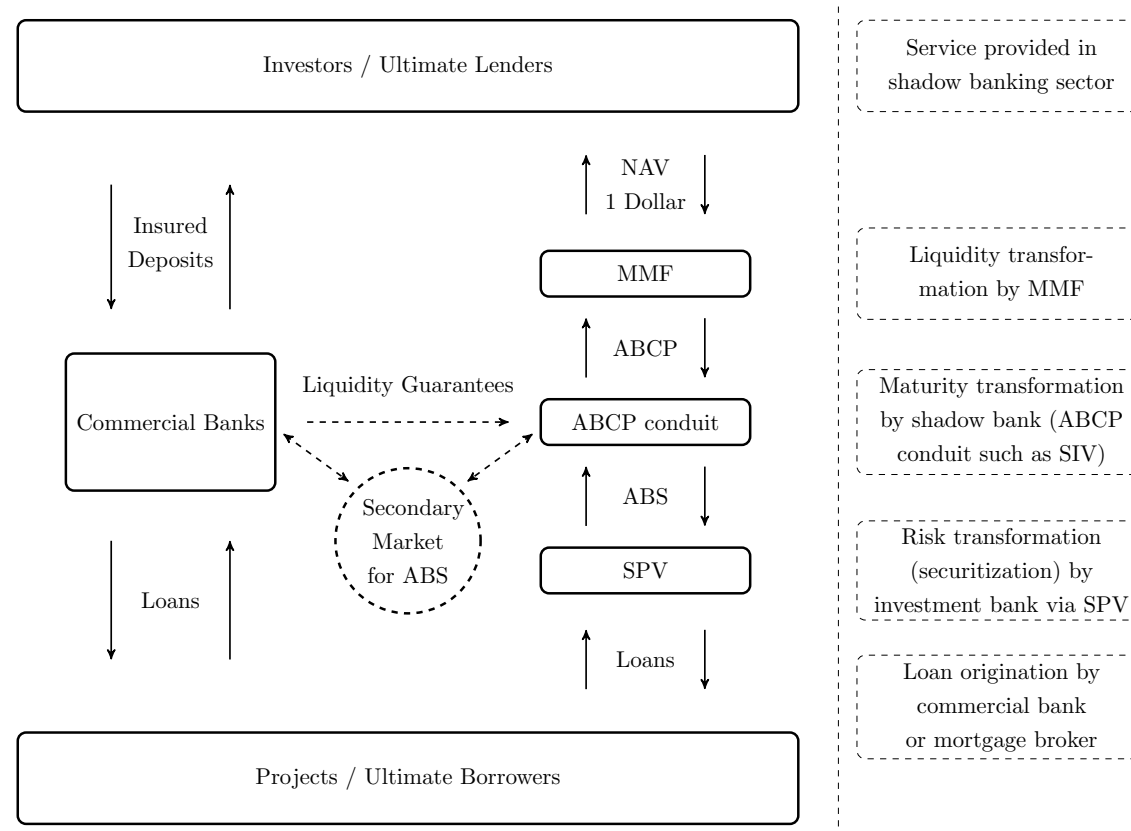 Investors / Ultimate Lenders
Service provided in
shadow banking sector
NAV
1 Dollar
Insured
Deposits
Liquidity transfor-
mation by MMF
MMF
ABCP
Maturity transformation
by shadow bank (ABCP
conduit such as SIV)
Liquidity Guarantees
Commercial Banks
ABCP conduit
Secondary
Market
for ABS
ABS
Risk transformation
(securitization) by
investment bank via SPV
SPV
Loans
Loans
Loan origination by
commercial bank
or mortgage broker
Projects / Ultimate Borrowers